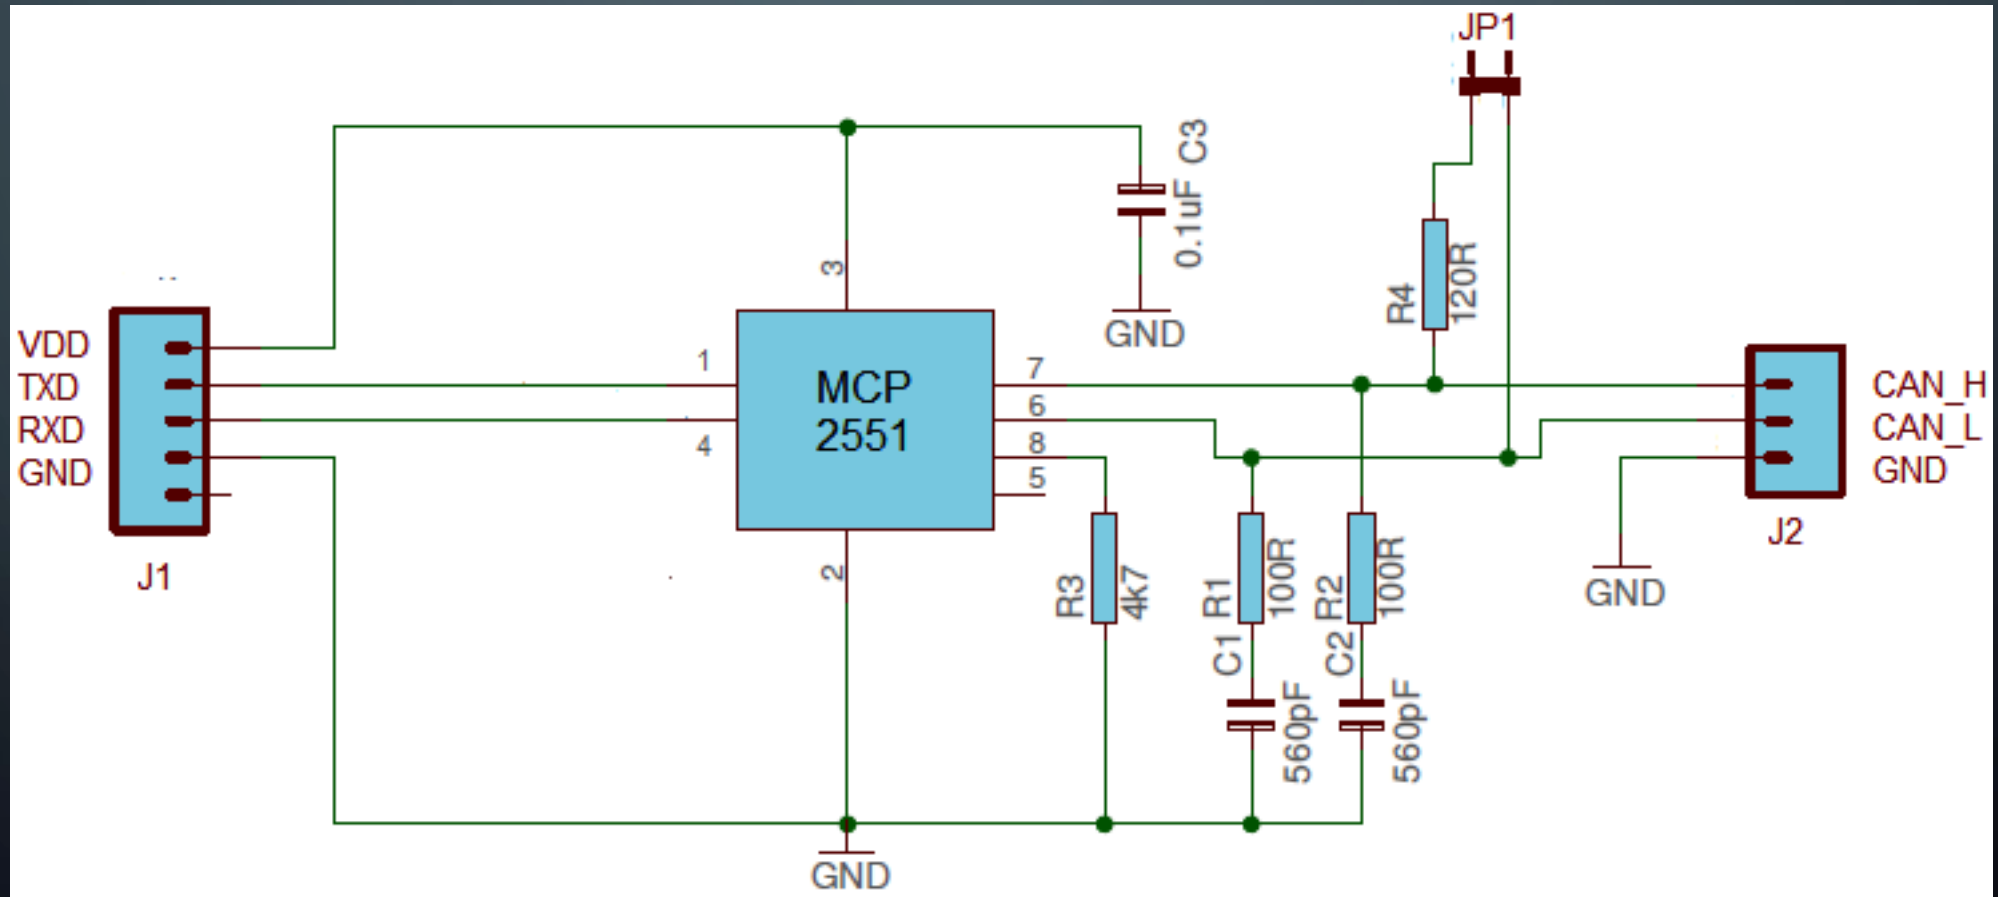 JP1
C3
0.1uF
GND
3
R4
120R
VDD
TXD
RXD
GND
J1
1
4
MCP
2551
7
6
8
5
2
CAN_H
CAN_L
GND
J2
GND
R3
4k7
R1
100R
R2
100R
C1
560pF
C2
560pF
GND